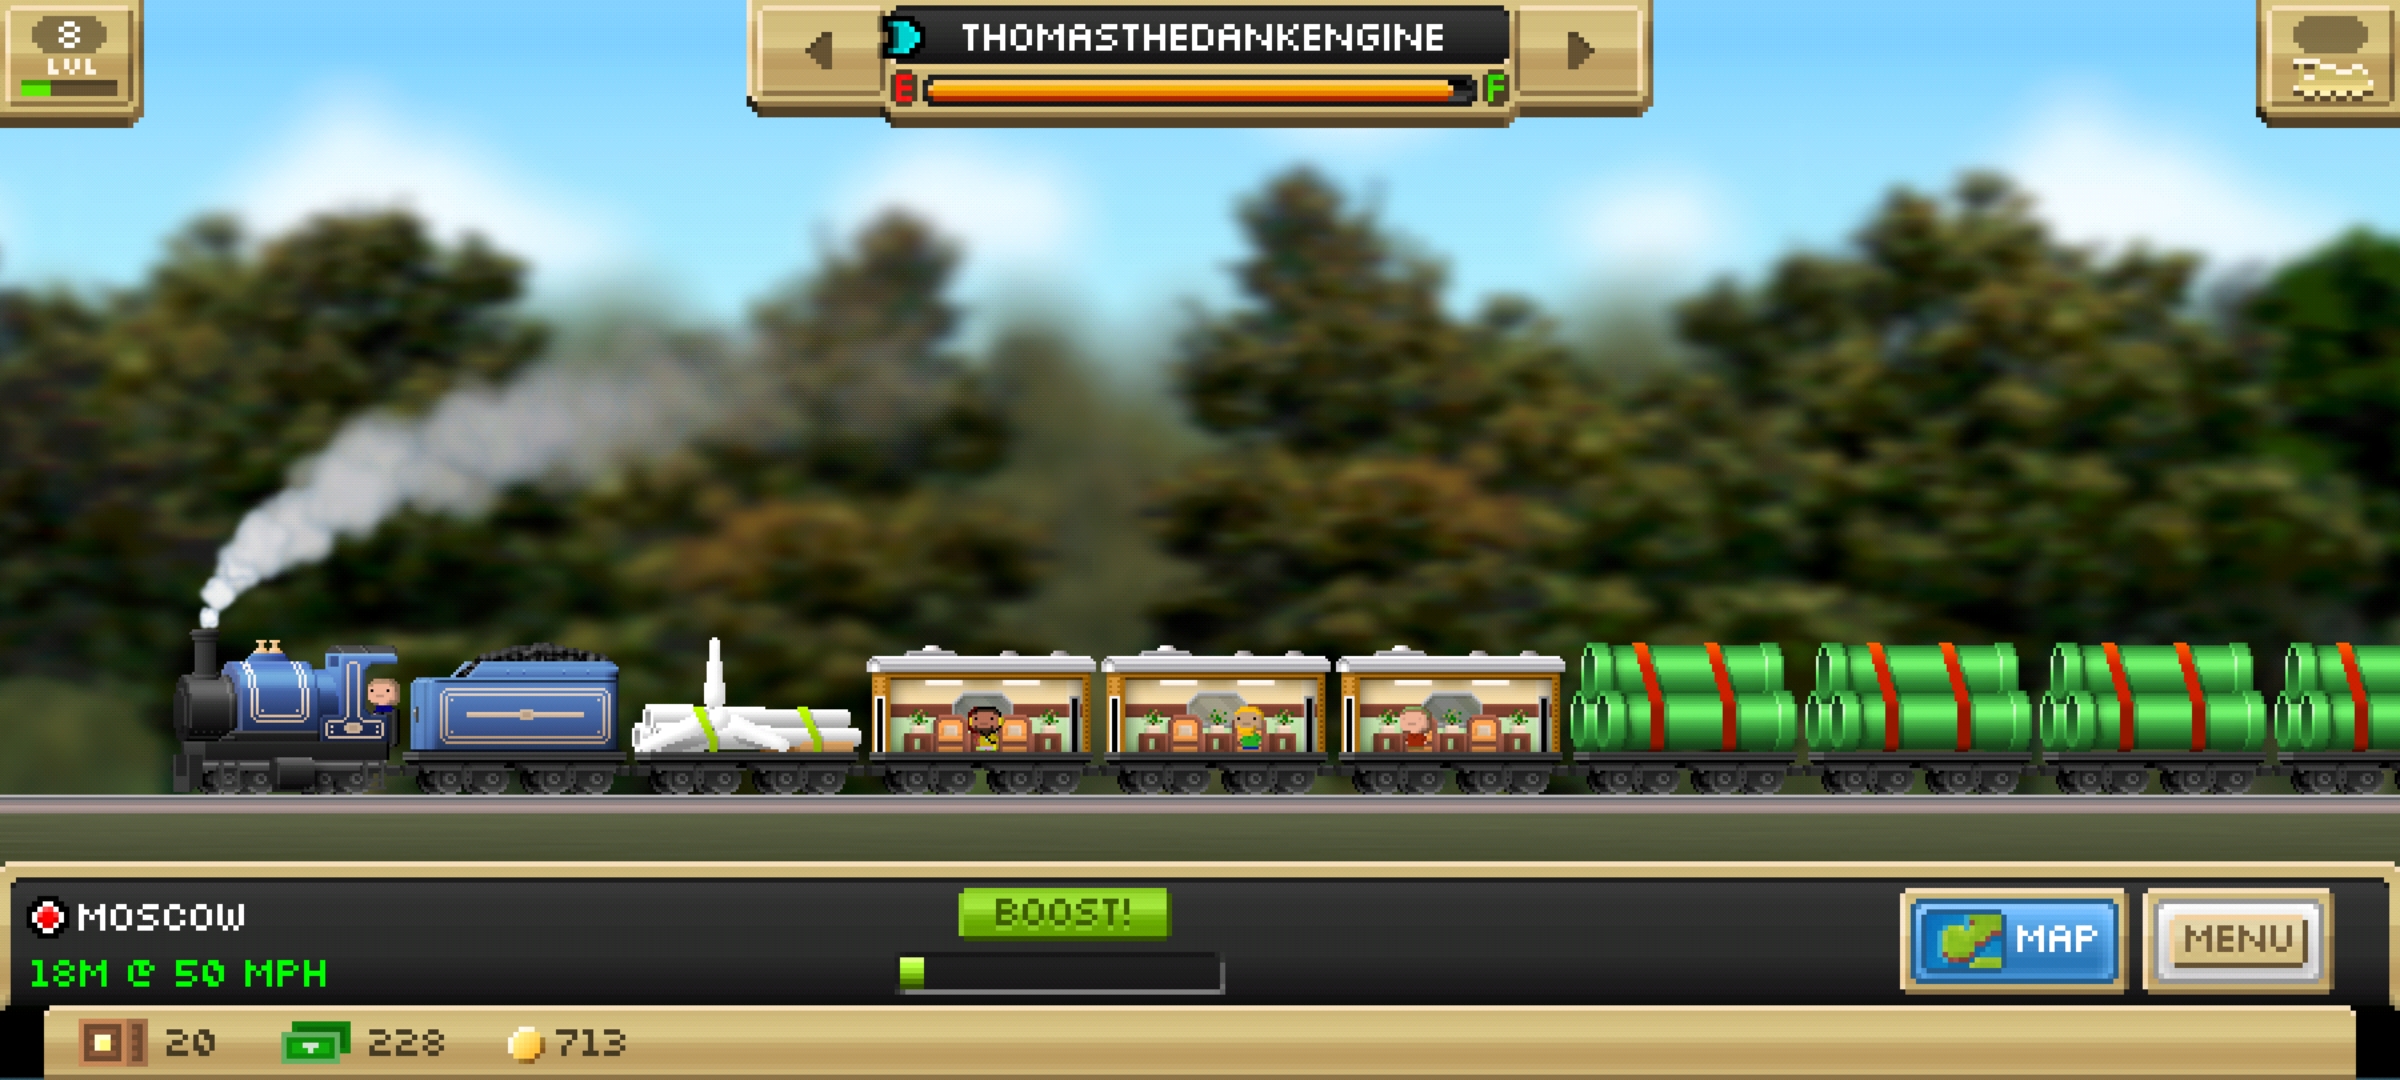 8
LVL
THOMASTHEDANKENGINE
E F
MOSCOW
18M @ 50 MPH
BOOST!
MAP
MENU
20 228 713